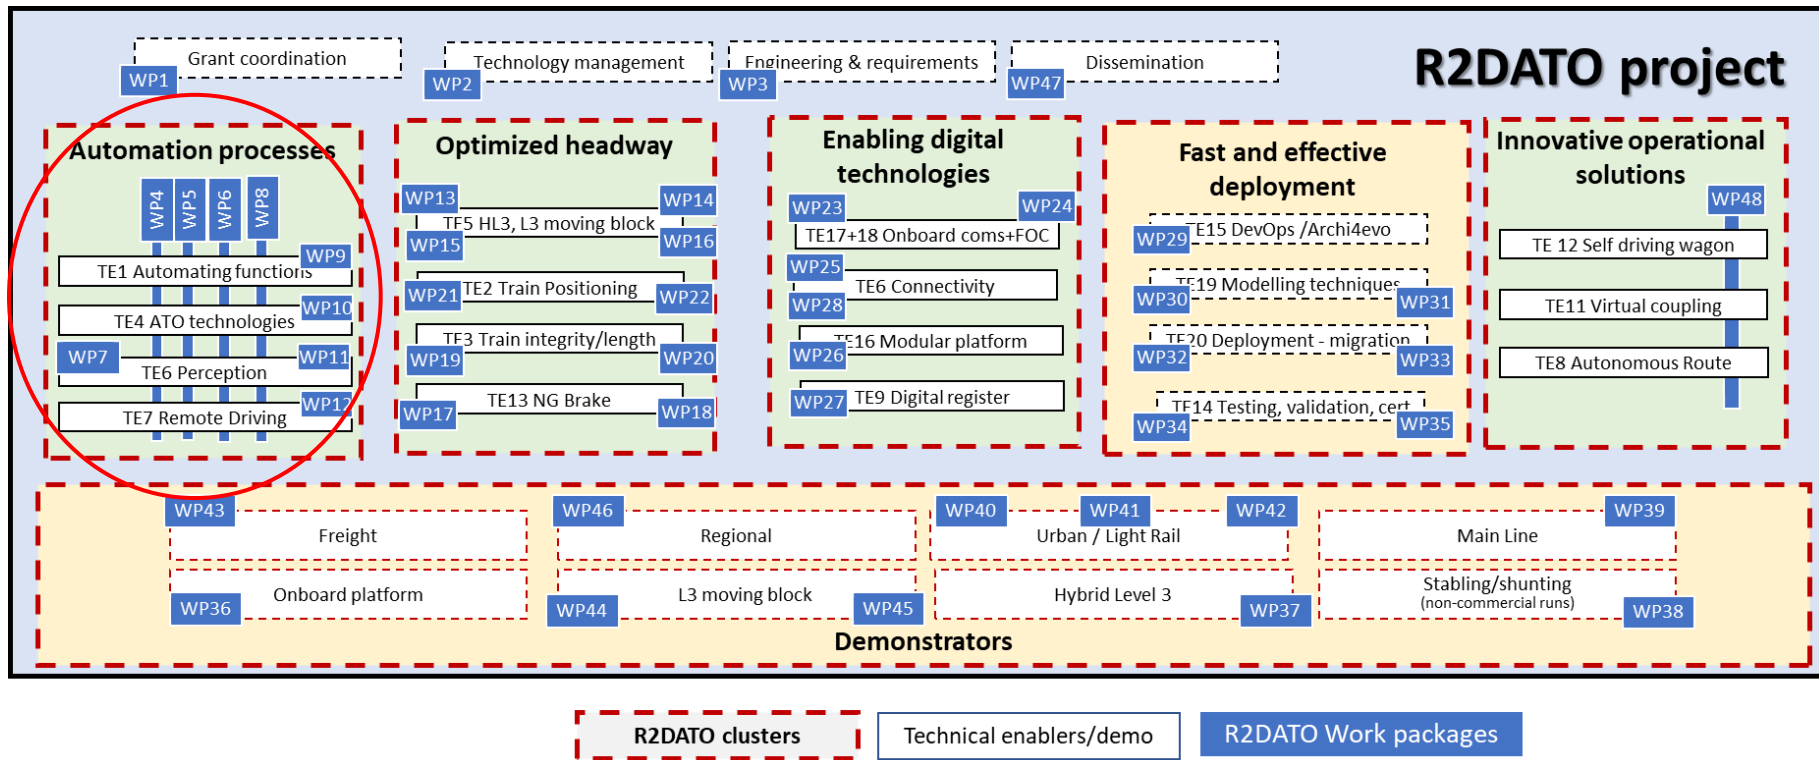 R2DATO project
Grant coordination
WP1
Technology management
WP2
Engineering & requirements
WP3
Dissemination
WP47
Automation processes
WP4
WP5
WP6
WP8
WP9
TE1 Automating functions
WP10
TE4 ATO technologies
WP7
WP11
TE6 Perception
WP12
TE7 Remote Driving
Optimized headway
WP13
WP14
TE5 HL3, L3 moving block
WP15
WP16
TE2 Train Positioning
WP21
WP22
TE3 Train integrity/length
WP19
WP20
TE13 NG Brake
WP17
WP18
Enabling digital
technologies
WP23
WP24
TE17+18 Onboard coms+FOC
WP25
TE6 Connectivity
WP28
TE16 Modular platform
WP26
TE9 Digital register
WP27
Fast and effective
deployment
TE15 DevOps /Archi4evo
WP29
TE19 Modelling techniques
WP30
WP31
TE20 Deployment - migration
WP32
WP33
TE14 Testing, validation, cert
WP34
WP35
Innovative operational
solutions
WP48
TE 12 Self driving wagon
TE11 Virtual coupling
TE8 Autonomous Route
WP43
Freight
WP46
Regional
WP40
WP41
WP42
Urban / Light Rail
WP39
Main Line
WP36
Onboard platform
WP44
L3 moving block
WP45
Hybrid Level 3
WP37
Stabling/shunting
(non-commercial runs)
WP38
Demonstrators
R2DATO clusters
Technical enablers/demo
R2DATO Work packages